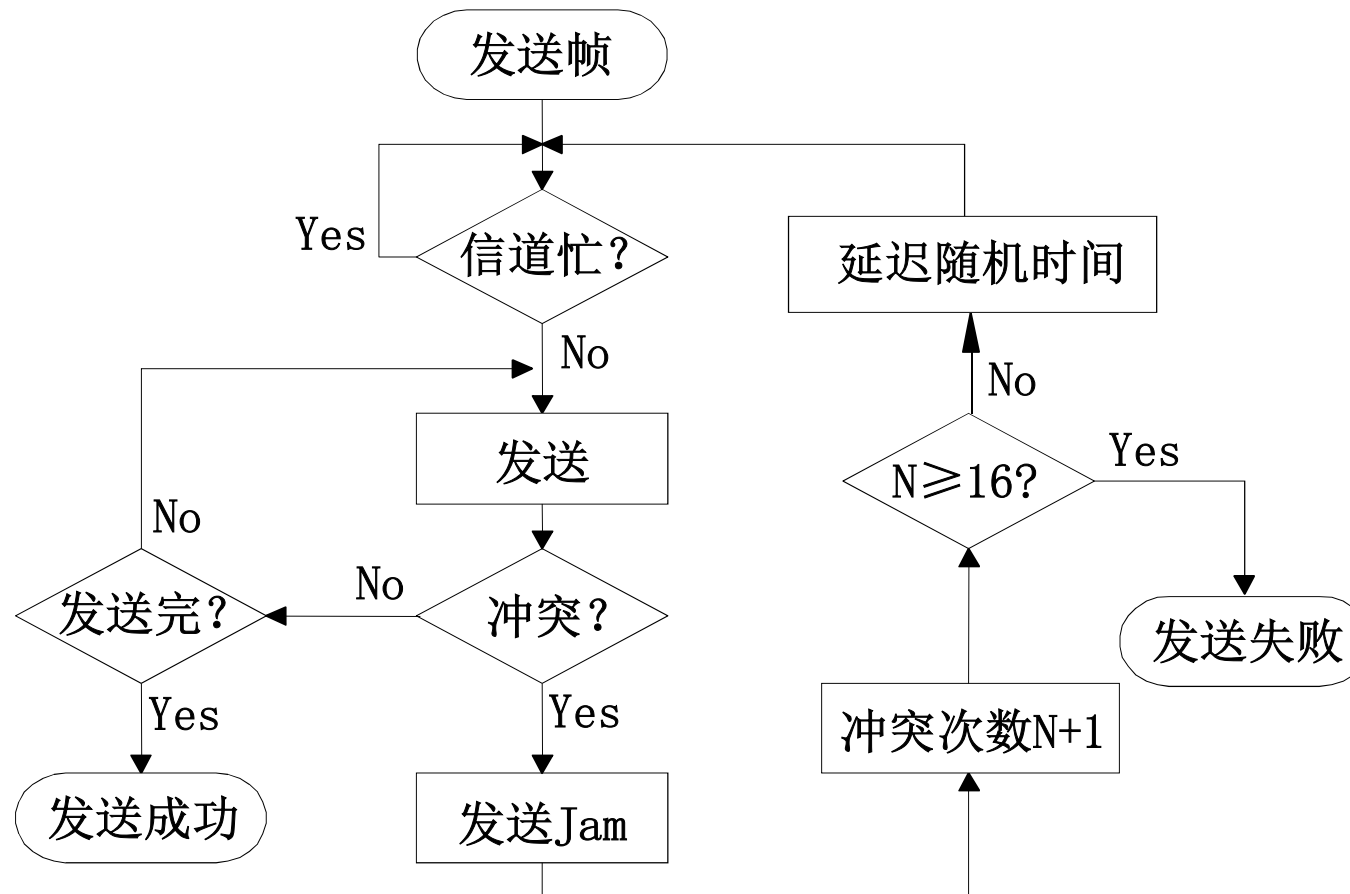 发送帧
Yes
信道忙?
延迟随机时间
No
No
发送
N≥16?
Yes
No
No
发送完?
冲突?
发送失败
Yes
Yes
冲突次数N+1
发送成功
发送Jam